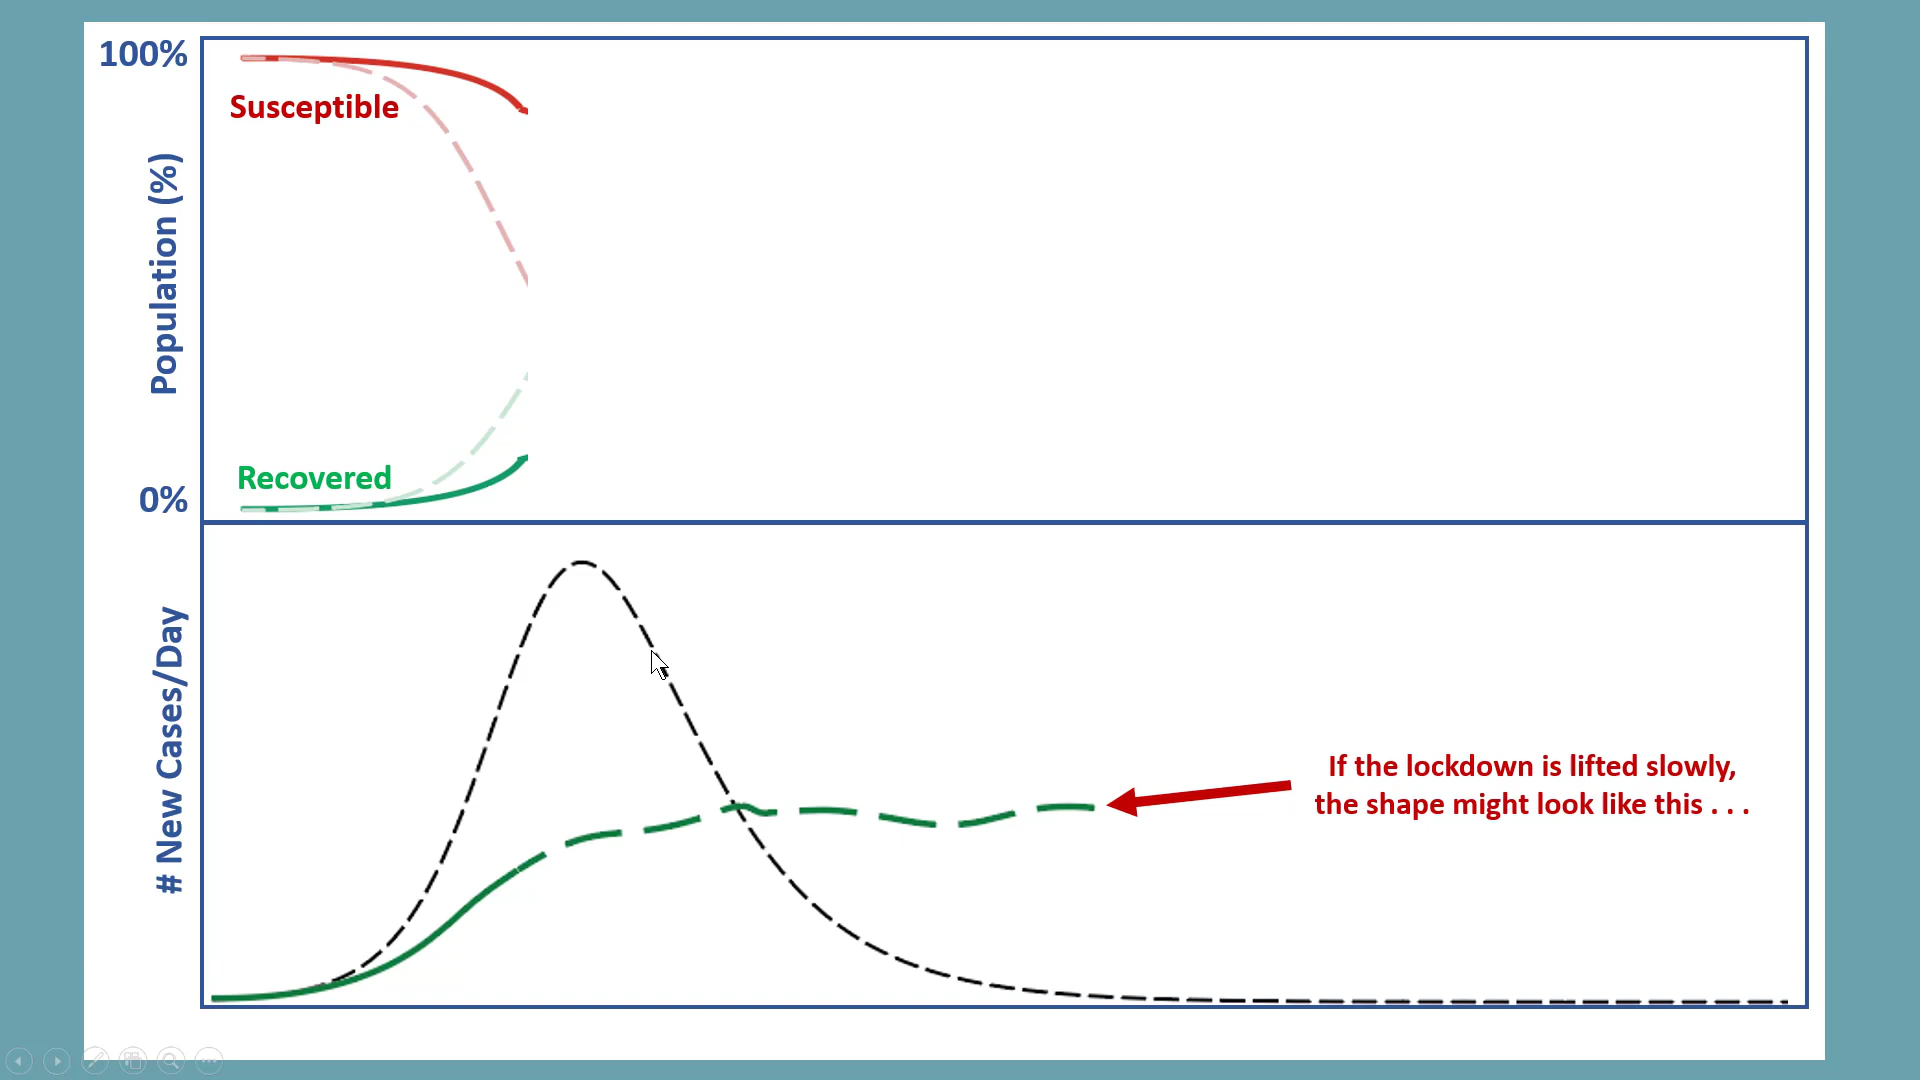 100%
Susceptible
Population (%)
Recovered
0%
# New Cases/Day
If the lockdown is lifted slowly,
the shape might look like this . . .